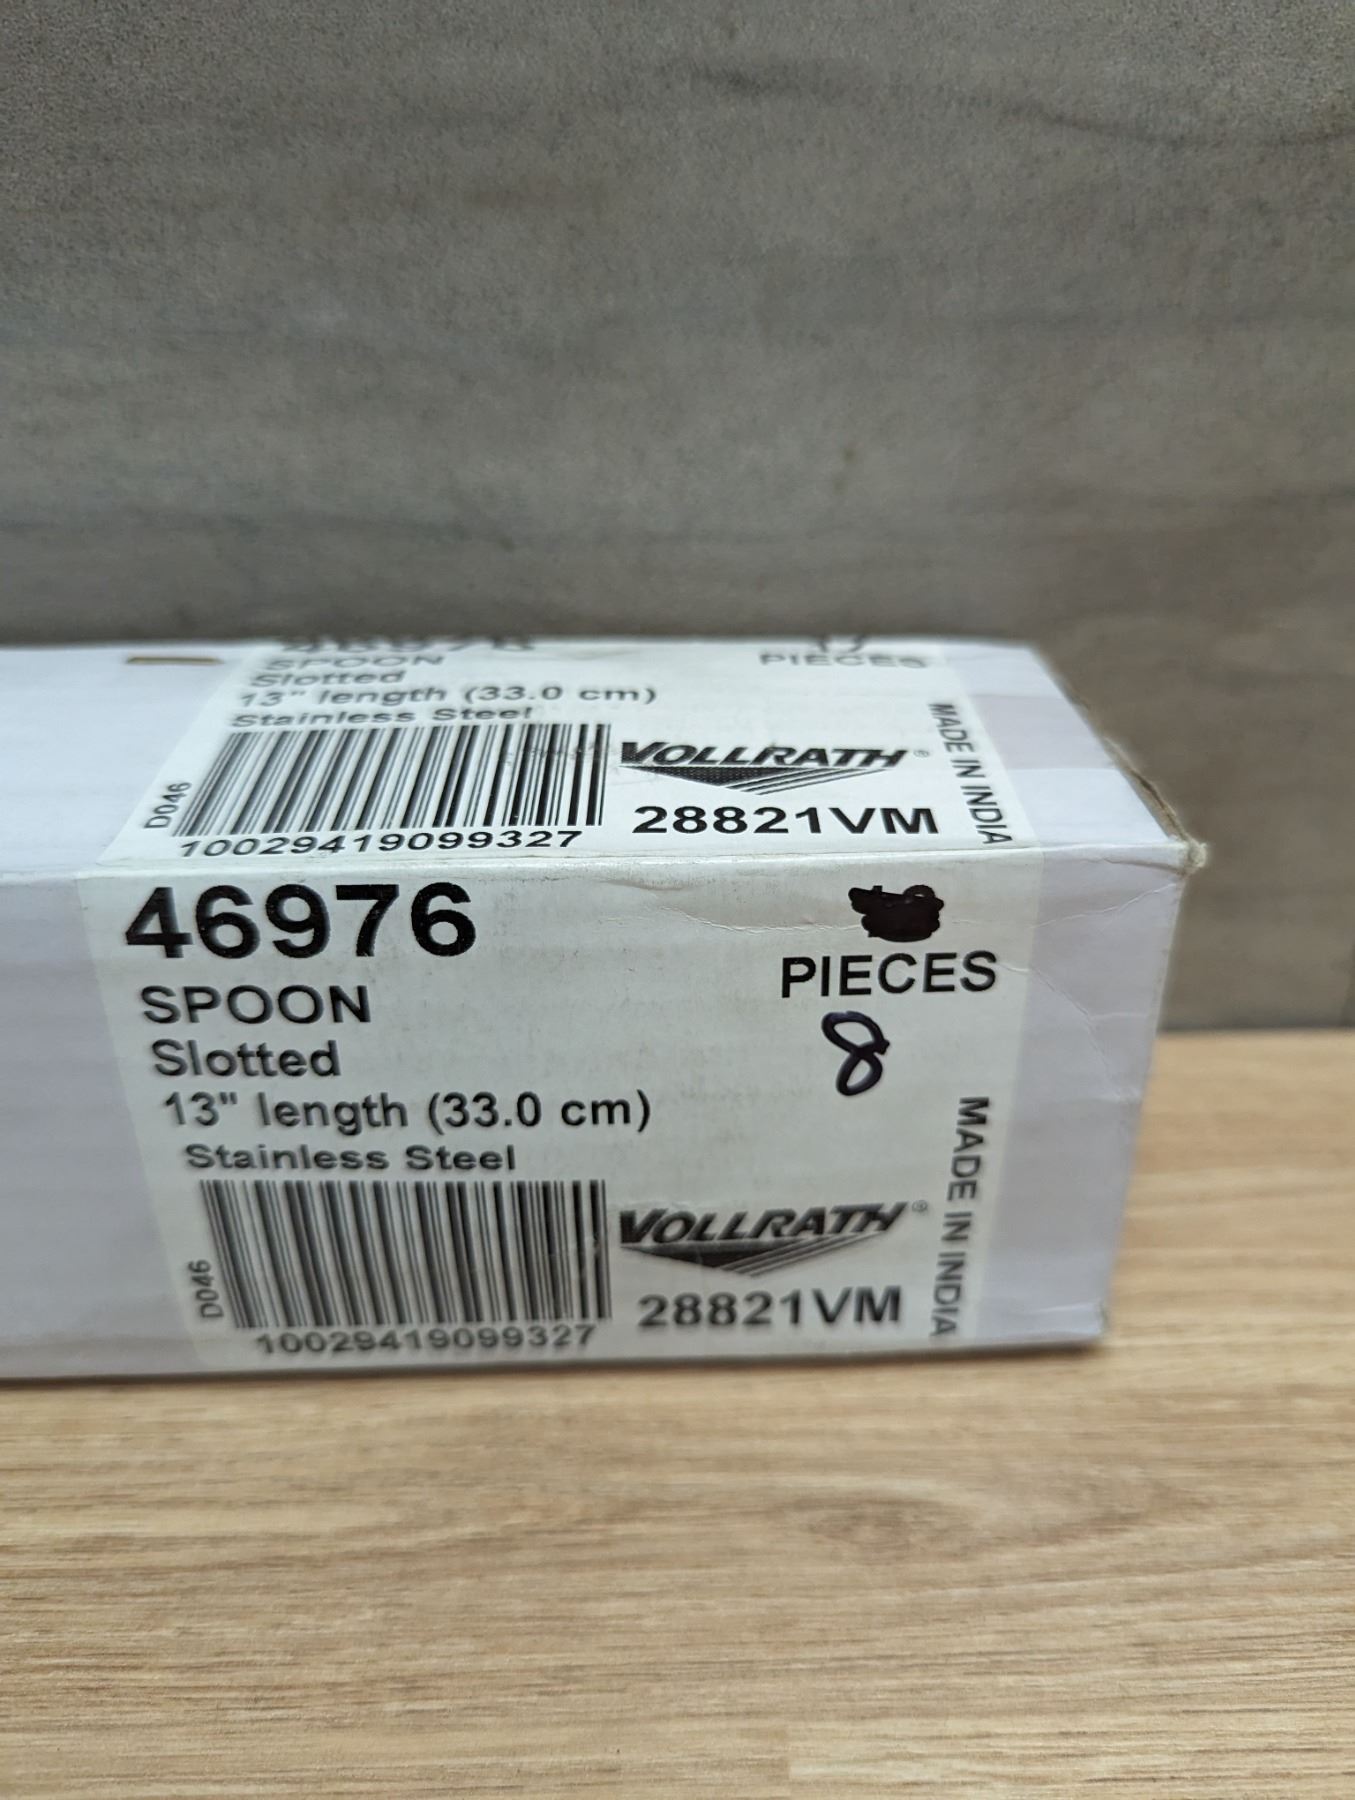 46976
SPOON
PIECES
Slotted
13" length (33.0 cm)
Stainless Steel
MADE IN INDIA
VOLLRATH®
D046
28821VM
10029419099327
46976
SPOON
PIECES
8
Slotted
13" length (33.0 cm)
Stainless Steel
MADE IN INDIA
VOLLRATH®
D046
28821VM
10029419099327